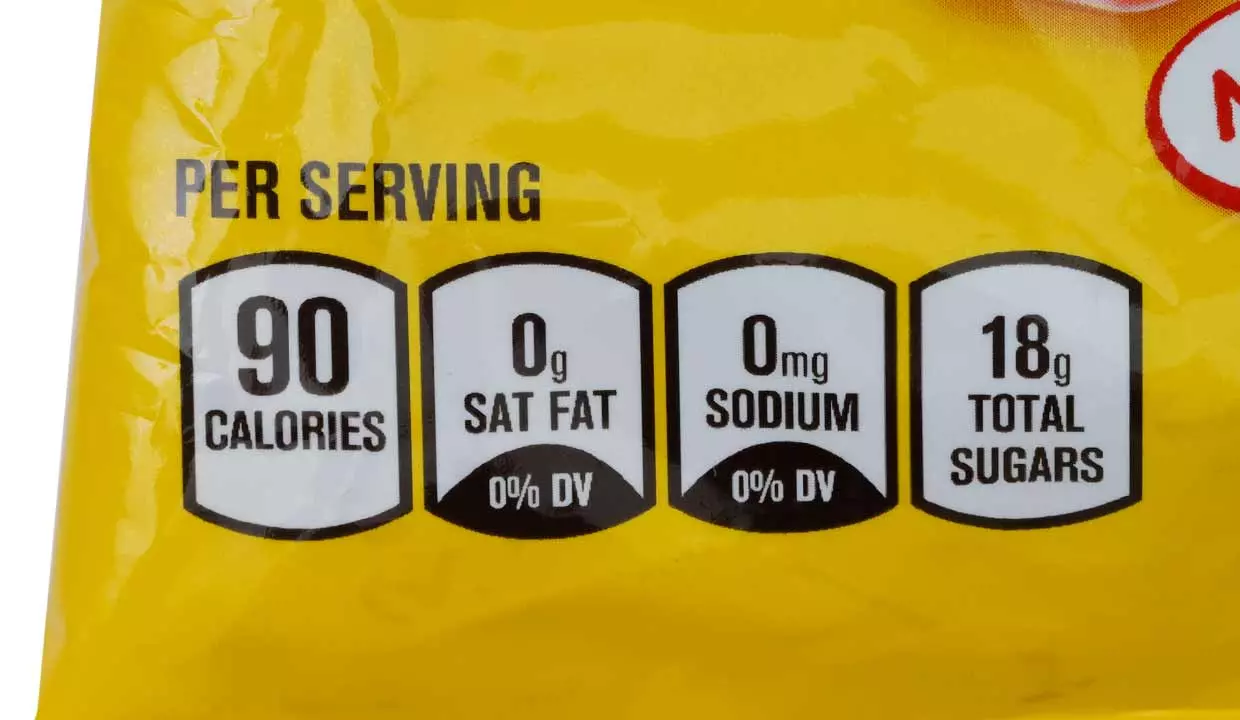 PER SERVING
90
CALORIES
0g
SAT FAT
0% DV
0mg
SODIUM
0% DV
18g
TOTAL
SUGARS